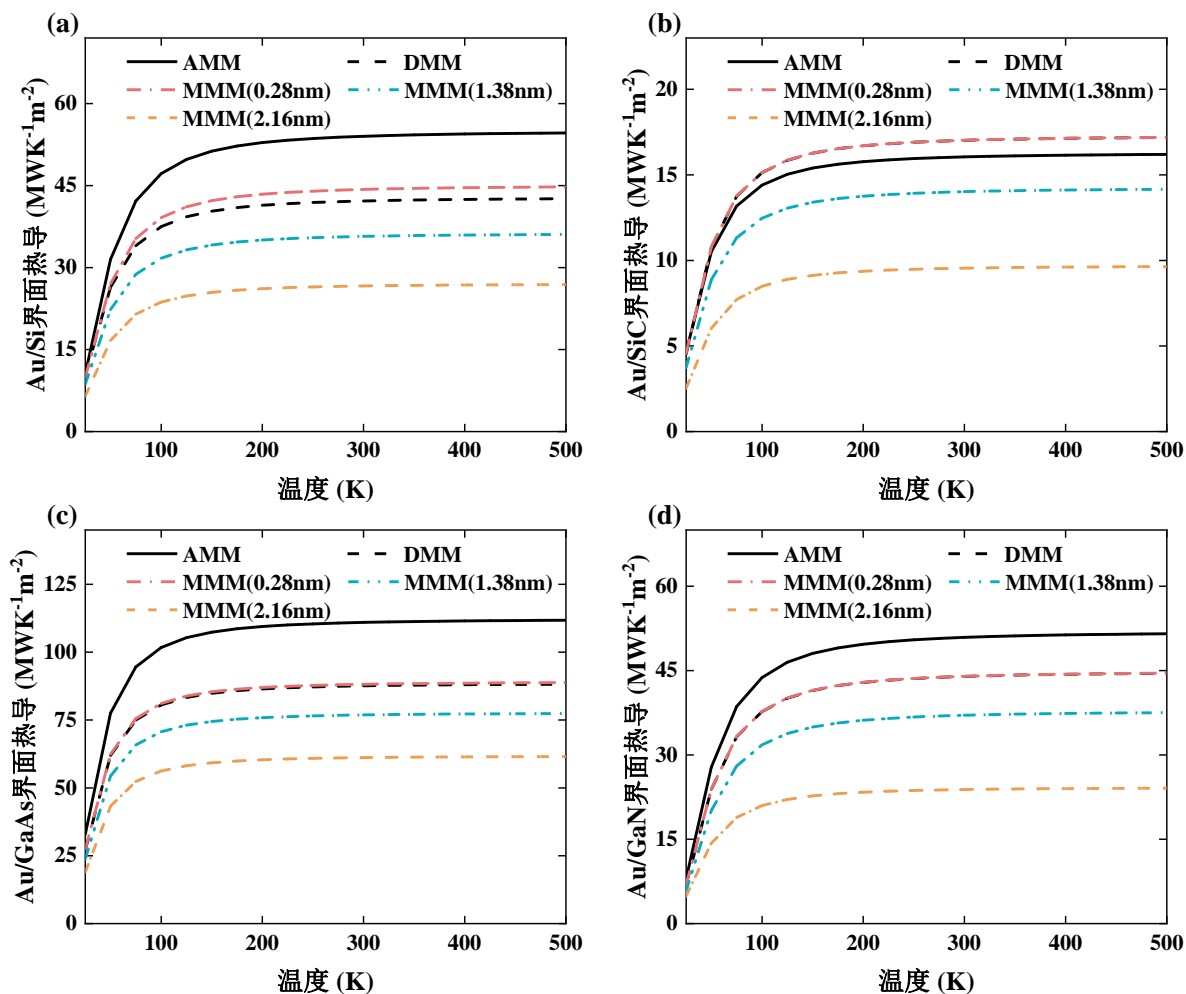 (a)
AMM
DMM
MMM(0.28nm)
MMM(1.38nm)
MMM(2.16nm)
Au/Si界面热导 (MWK⁻¹m⁻²)
60
45
30
15
0
100
200
300
400
500
温度 (K)
(b)
AMM
DMM
MMM(0.28nm)
MMM(1.38nm)
MMM(2.16nm)
Au/SiC界面热导 (MWK⁻¹m⁻²)
20
15
10
5
0
100
200
300
400
500
温度 (K)
(c)
AMM
DMM
MMM(0.28nm)
MMM(1.38nm)
MMM(2.16nm)
Au/GaAs界面热导 (MWK⁻¹m⁻²)
125
100
75
50
25
0
100
200
300
400
500
温度 (K)
(d)
AMM
DMM
MMM(0.28nm)
MMM(1.38nm)
MMM(2.16nm)
Au/GaN界面热导 (MWK⁻¹m⁻²)
60
45
30
15
0
100
200
300
400
500
温度 (K)